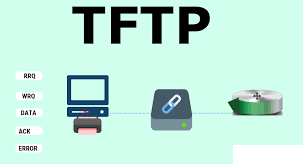 TFTP
RRQ
WRQ
DATA
ACK
ERROR